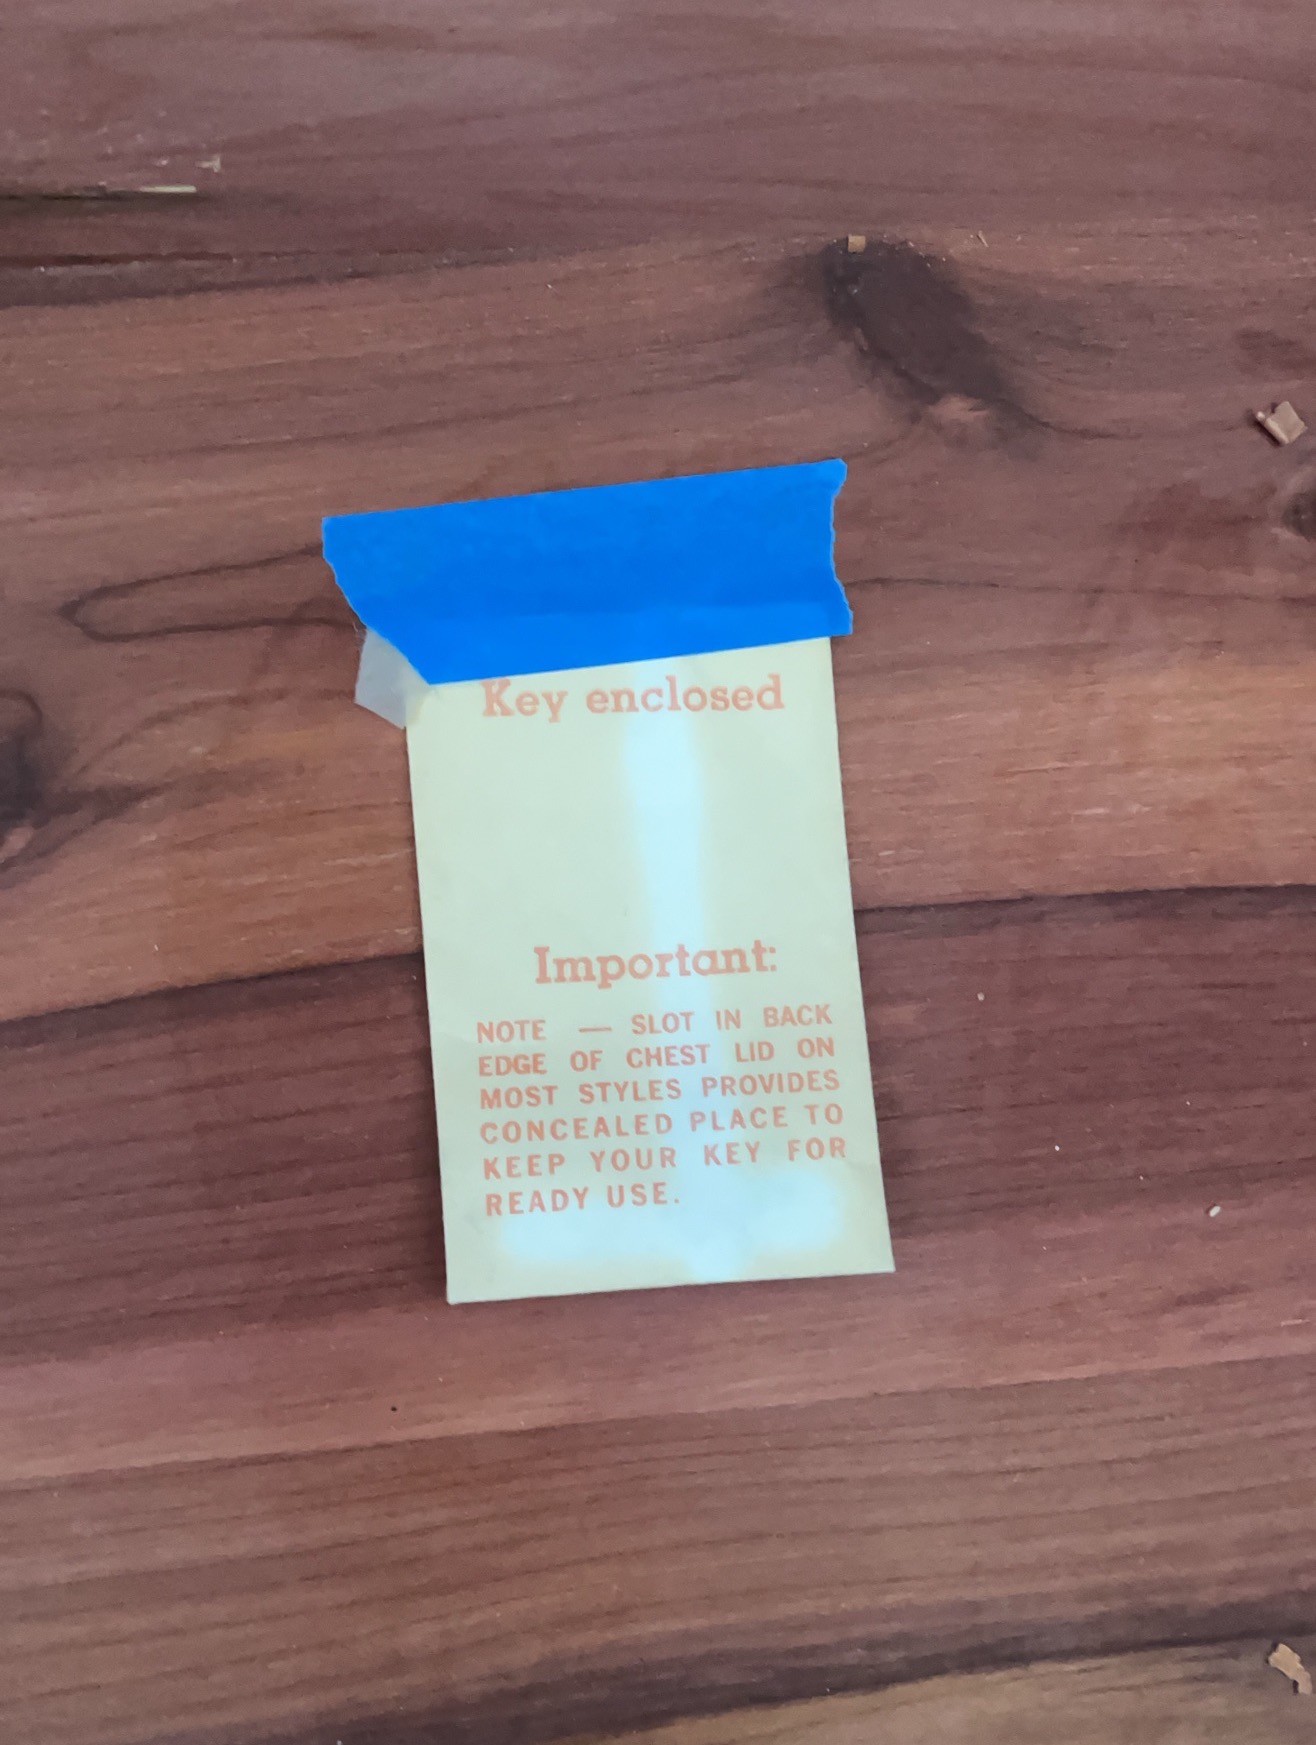 Key enclosed
Important:
NOTE — SLOT IN BACK
EDGE OF CHEST LID ON
MOST STYLES PROVIDES
CONCEALED PLACE TO
KEEP YOUR KEY FOR
READY USE.